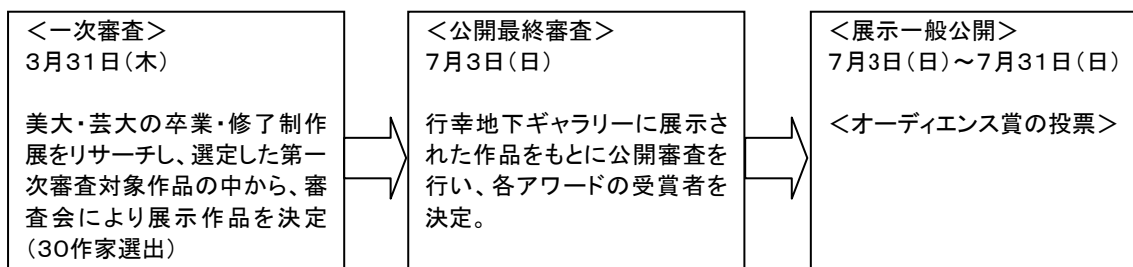 ＜一次審査＞
３月３１日（木）
美大・芸大の卒業・修了制作
展をリサーチし、選定した第一
次審査対象作品の中から、審
査会により展示作品を決定
（３０作家選出）
＜公開最終審査＞
７月３日（日）
行幸地下ギャラリーに展示さ
れた作品をもとに公開審査を
行い、各アワードの受賞者を
決定。
＜展示一般公開＞
７月3日（日）～７月３１日（日）
＜オーディエンス賞の投票＞